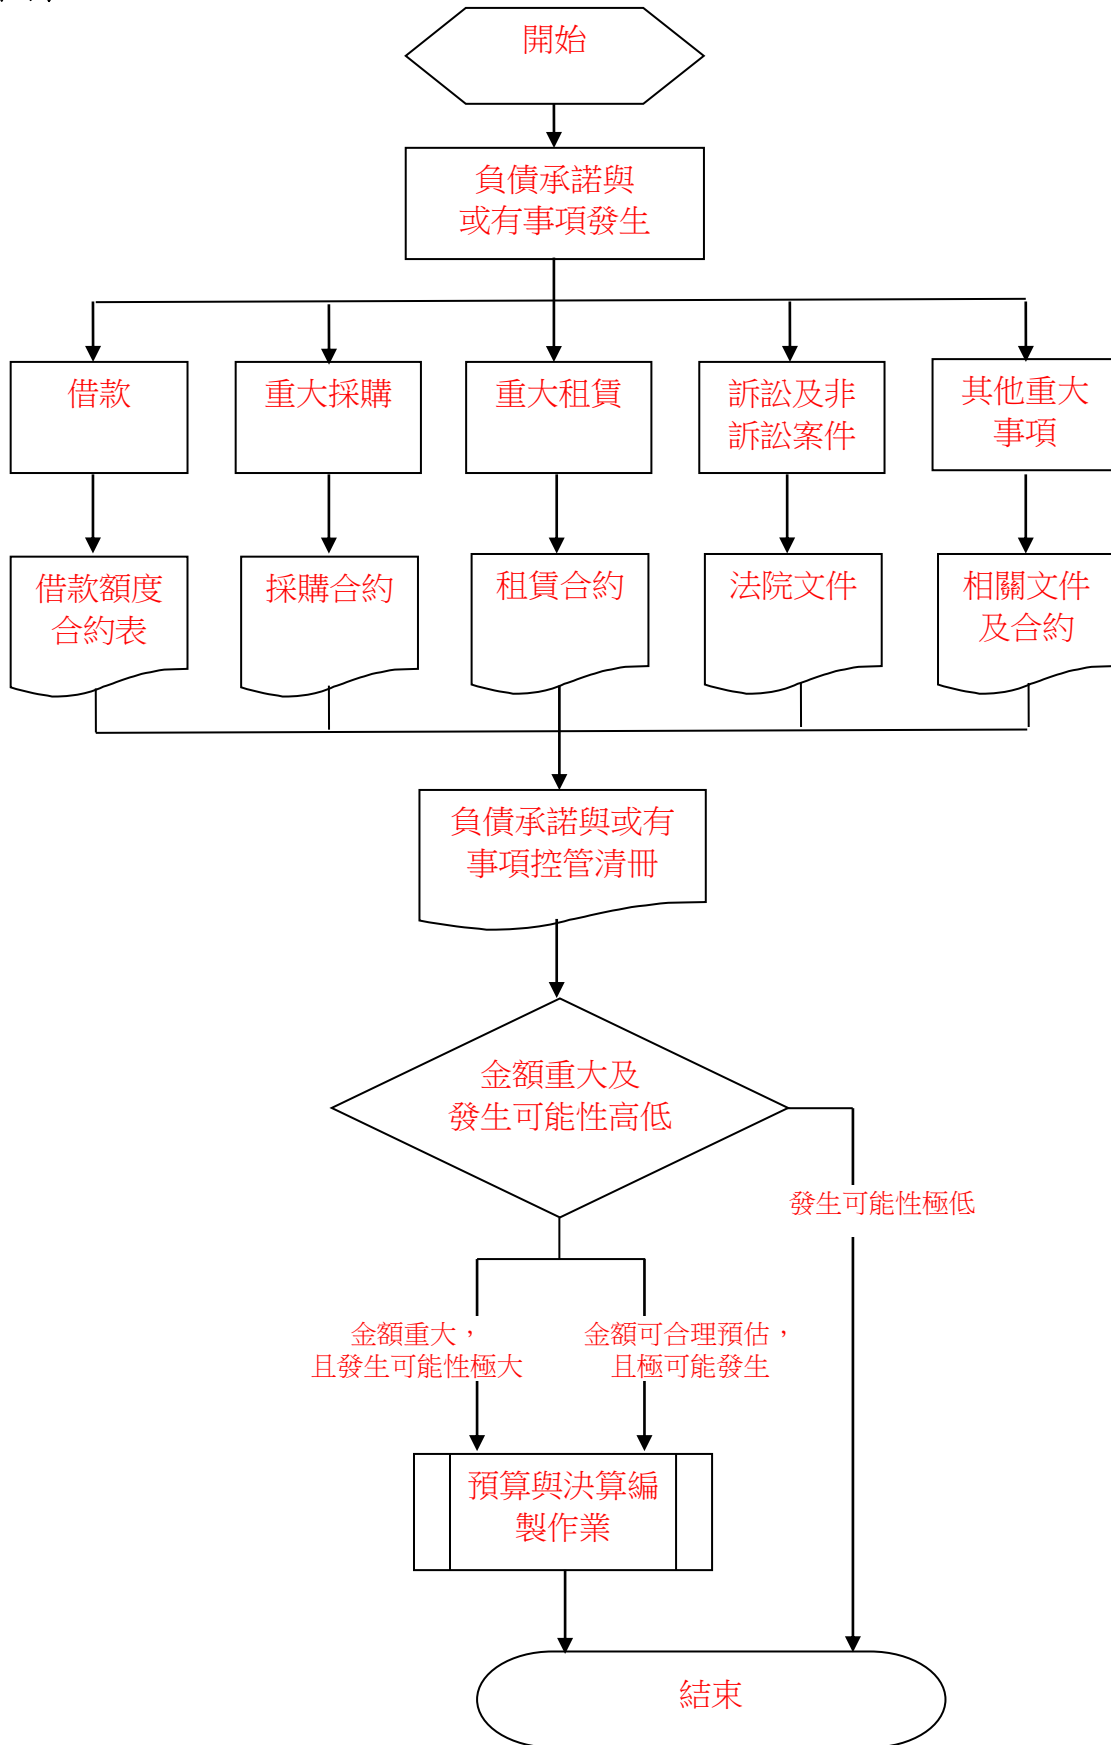 開始
負債承諾與
或有事項發生
借款
重大採購
重大租賃
訴訟及非
訴訟案件
其他重大
事項
借款額度
合約表
採購合約
租賃合約
法院文件
相關文件
及合約
負債承諾與或有
事項控管清冊
金額重大及
發生可能性高低
發生可能性極低
金額重大，
且發生可能性極大
金額可合理預估，
且極可能發生
預算與決算編
製作業
結束